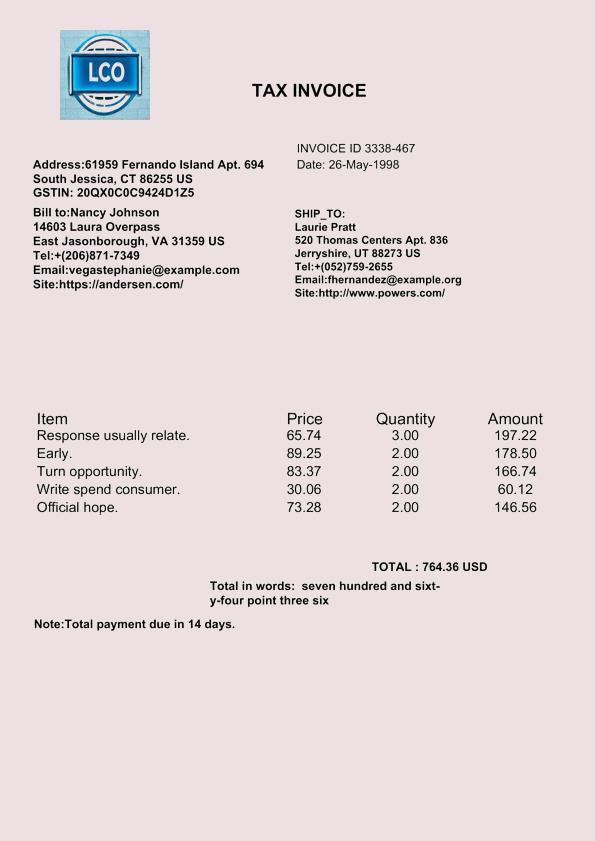 LCO
TAX INVOICE
INVOICE ID 3338-467
Date: 26-May-1998
Address:61959 Fernando Island Apt. 694
South Jessica, CT 86255 US
GSTIN: 20QX0C0C9424D1Z5
Bill to:Nancy Johnson
14603 Laura Overpass
East Jasonborough, VA 31359 US
Tel:+(206)871-7349
Email:vegastephanie@example.com
Site:https://andersen.com/
SHIP_TO:
Laurie Pratt
520 Thomas Centers Apt. 836
Jerryshire, UT 88273 US
Tel:+(052)759-2655
Email:fhernandez@example.org
Site:http://www.powers.com/
Item Price Quantity Amount
Response usually relate. 65.74 3.00 197.22
Early. 89.25 2.00 178.50
Turn opportunity. 83.37 2.00 166.74
Write spend consumer. 30.06 2.00 60.12
Official hope. 73.28 2.00 146.56
TOTAL : 764.36 USD
Total in words: seven hundred and sixt-
y-four point three six
Note:Total payment due in 14 days.